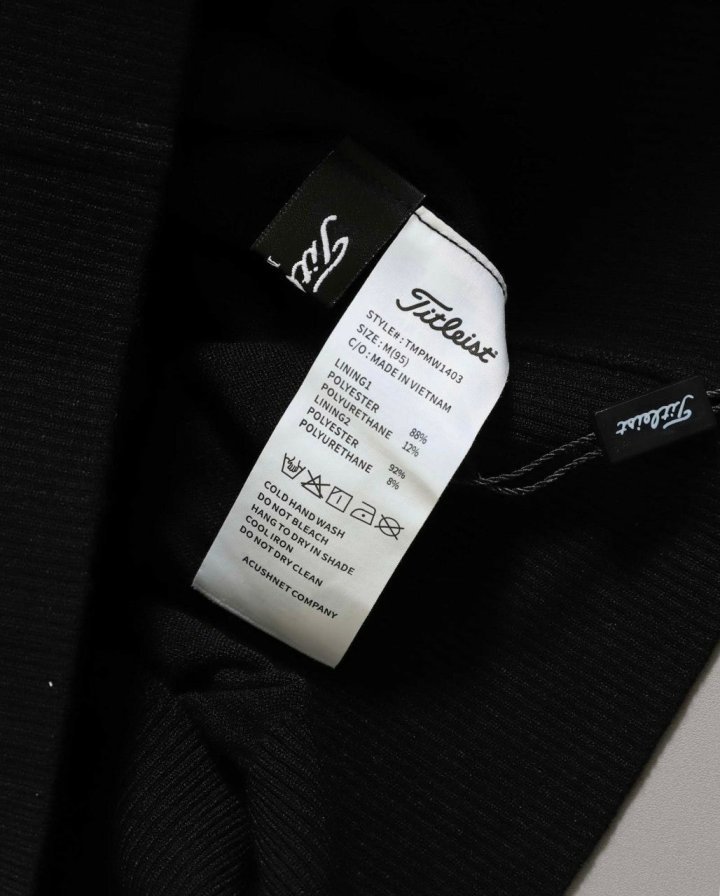 Titleist
STYLE# : TMPMW1403
SIZE : M(95)
C/O : MADE IN VIETNAM
LINING1
POLYESTER 88%
POLYURETHANE 12%
LINING2
POLYESTER 92%
POLYURETHANE 8%
COLD HAND WASH
DO NOT BLEACH
HANG TO DRY IN SHADE
COOL IRON
DO NOT DRY CLEAN
ACUSHNET COMPANY
Titleist